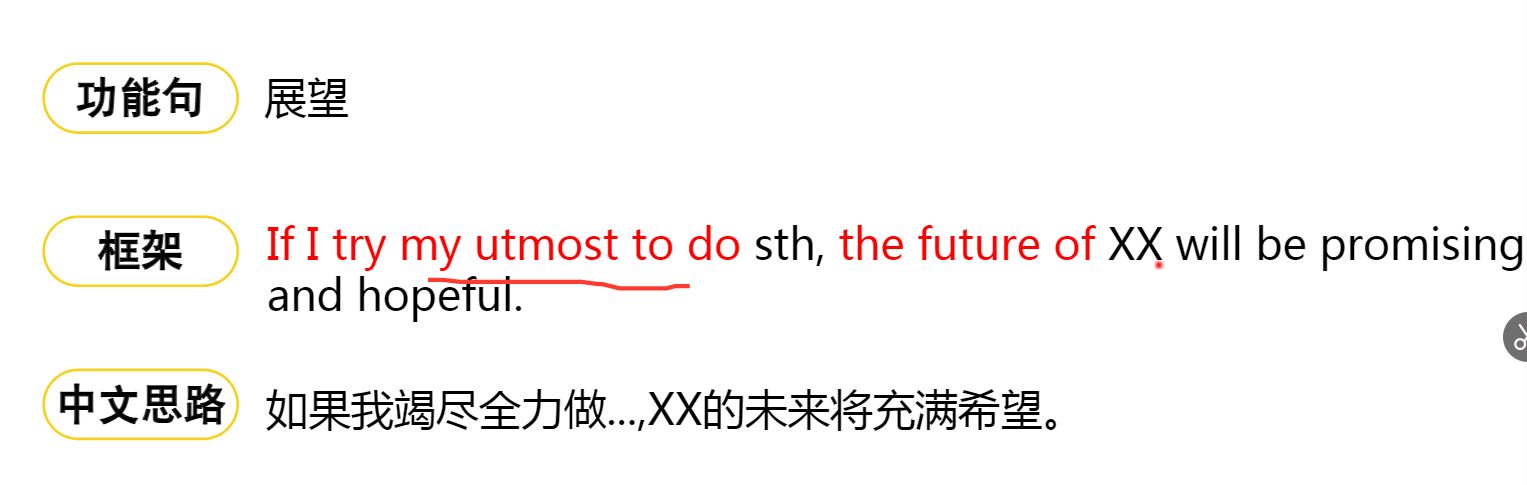 功能句 展望
框架 If I try my utmost to do sth, the future of XX will be promising
and hopeful.
中文思路 如果我竭尽全力做...,XX的未来将充满希望。